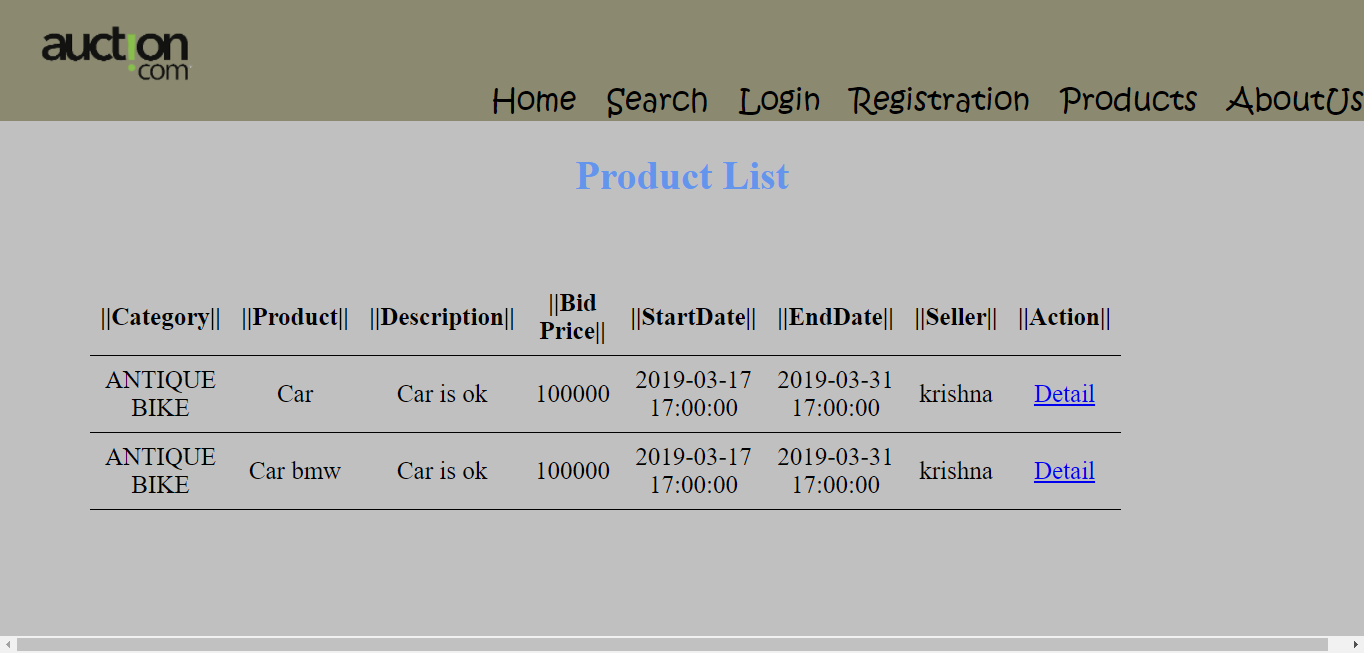 auction
.com
Home Search Login Registration Products AboutUs
Product List
||Category|| ||Product|| ||Description|| ||Bid Price|| ||StartDate|| ||EndDate|| ||Seller|| ||Action||
ANTIQUE BIKE Car Car is ok 100000 2019-03-17 17:00:00 2019-03-31 17:00:00 krishna Detail
ANTIQUE BIKE Car bmw Car is ok 100000 2019-03-17 17:00:00 2019-03-31 17:00:00 krishna Detail